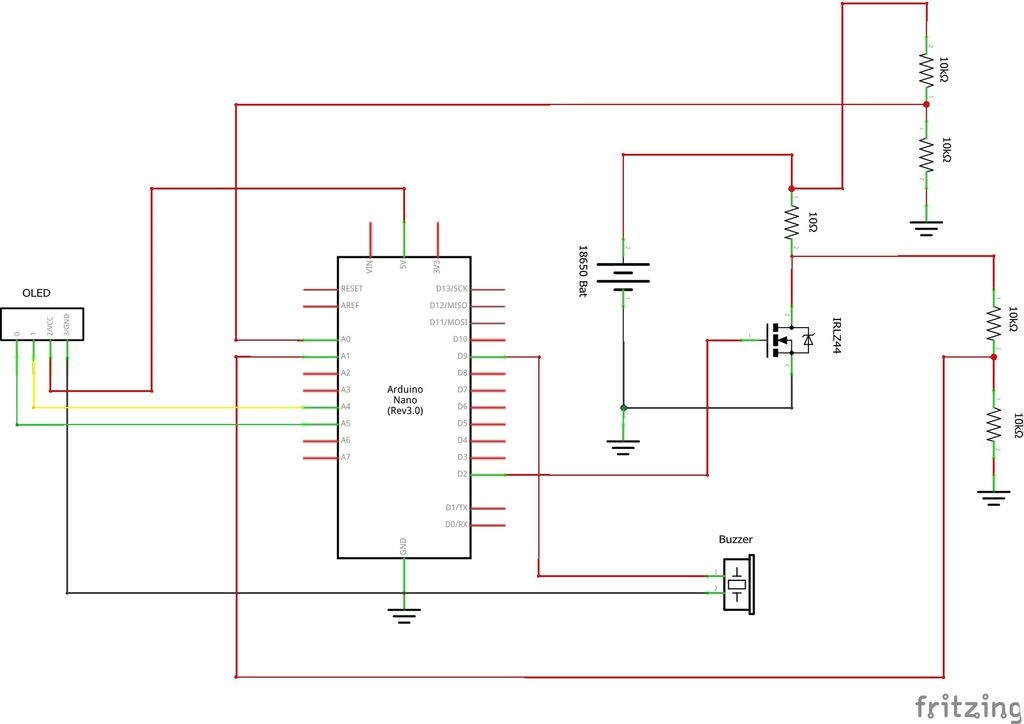 10kΩ
10kΩ
10Ω
18650 Bat
VIN
5V
3V3
OLED
0
1
2/VCC
3/GND
RESET
AREF
A0
A1
A2
A3
A4
A5
A6
A7
D13/SCK
D12/MISO
D11/MOSI
D10
D9
D8
D7
D6
D5
D4
D3
D2
D1/TX
D0/RX
Arduino
Nano
(Rev3.0)
GND
IRLZ44
10kΩ
10kΩ
Buzzer
fritzing